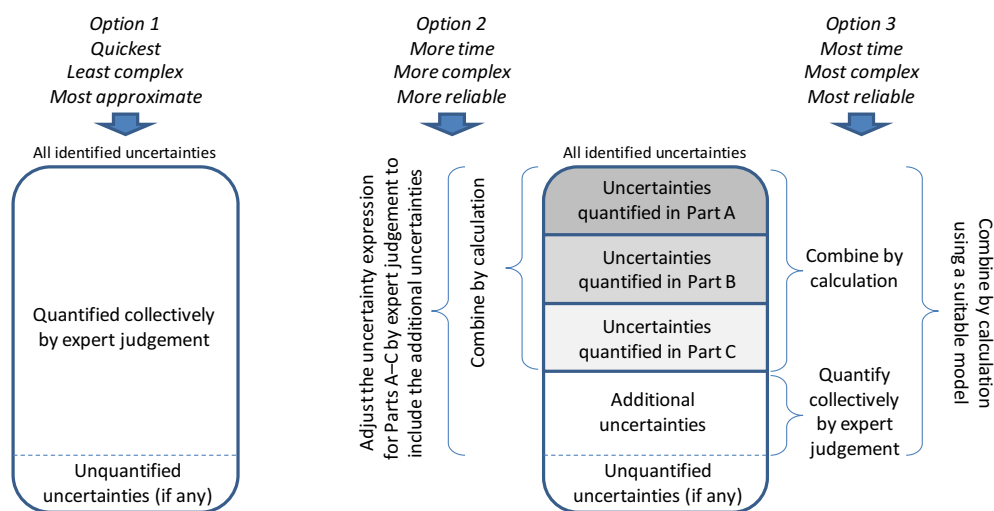 Option 1
Quickest
Least complex
Most approximate
All identified uncertainties
Quantified collectively
by expert judgement
Unquantified
uncertainties (if any)
Option 2
More time
More complex
More reliable
Adjust the uncertainty expression
for Parts A–C by expert judgement to
include the additional uncertainties
Combine by calculation
All identified uncertainties
Uncertainties
quantified in Part A
Uncertainties
quantified in Part B
Uncertainties
quantified in Part C
Additional
uncertainties
Unquantified
uncertainties (if any)
Option 3
Most time
Most complex
Most reliable
Combine by
calculation
Quantify
collectively
by expert
judgement
Combine by calculation
using a suitable model